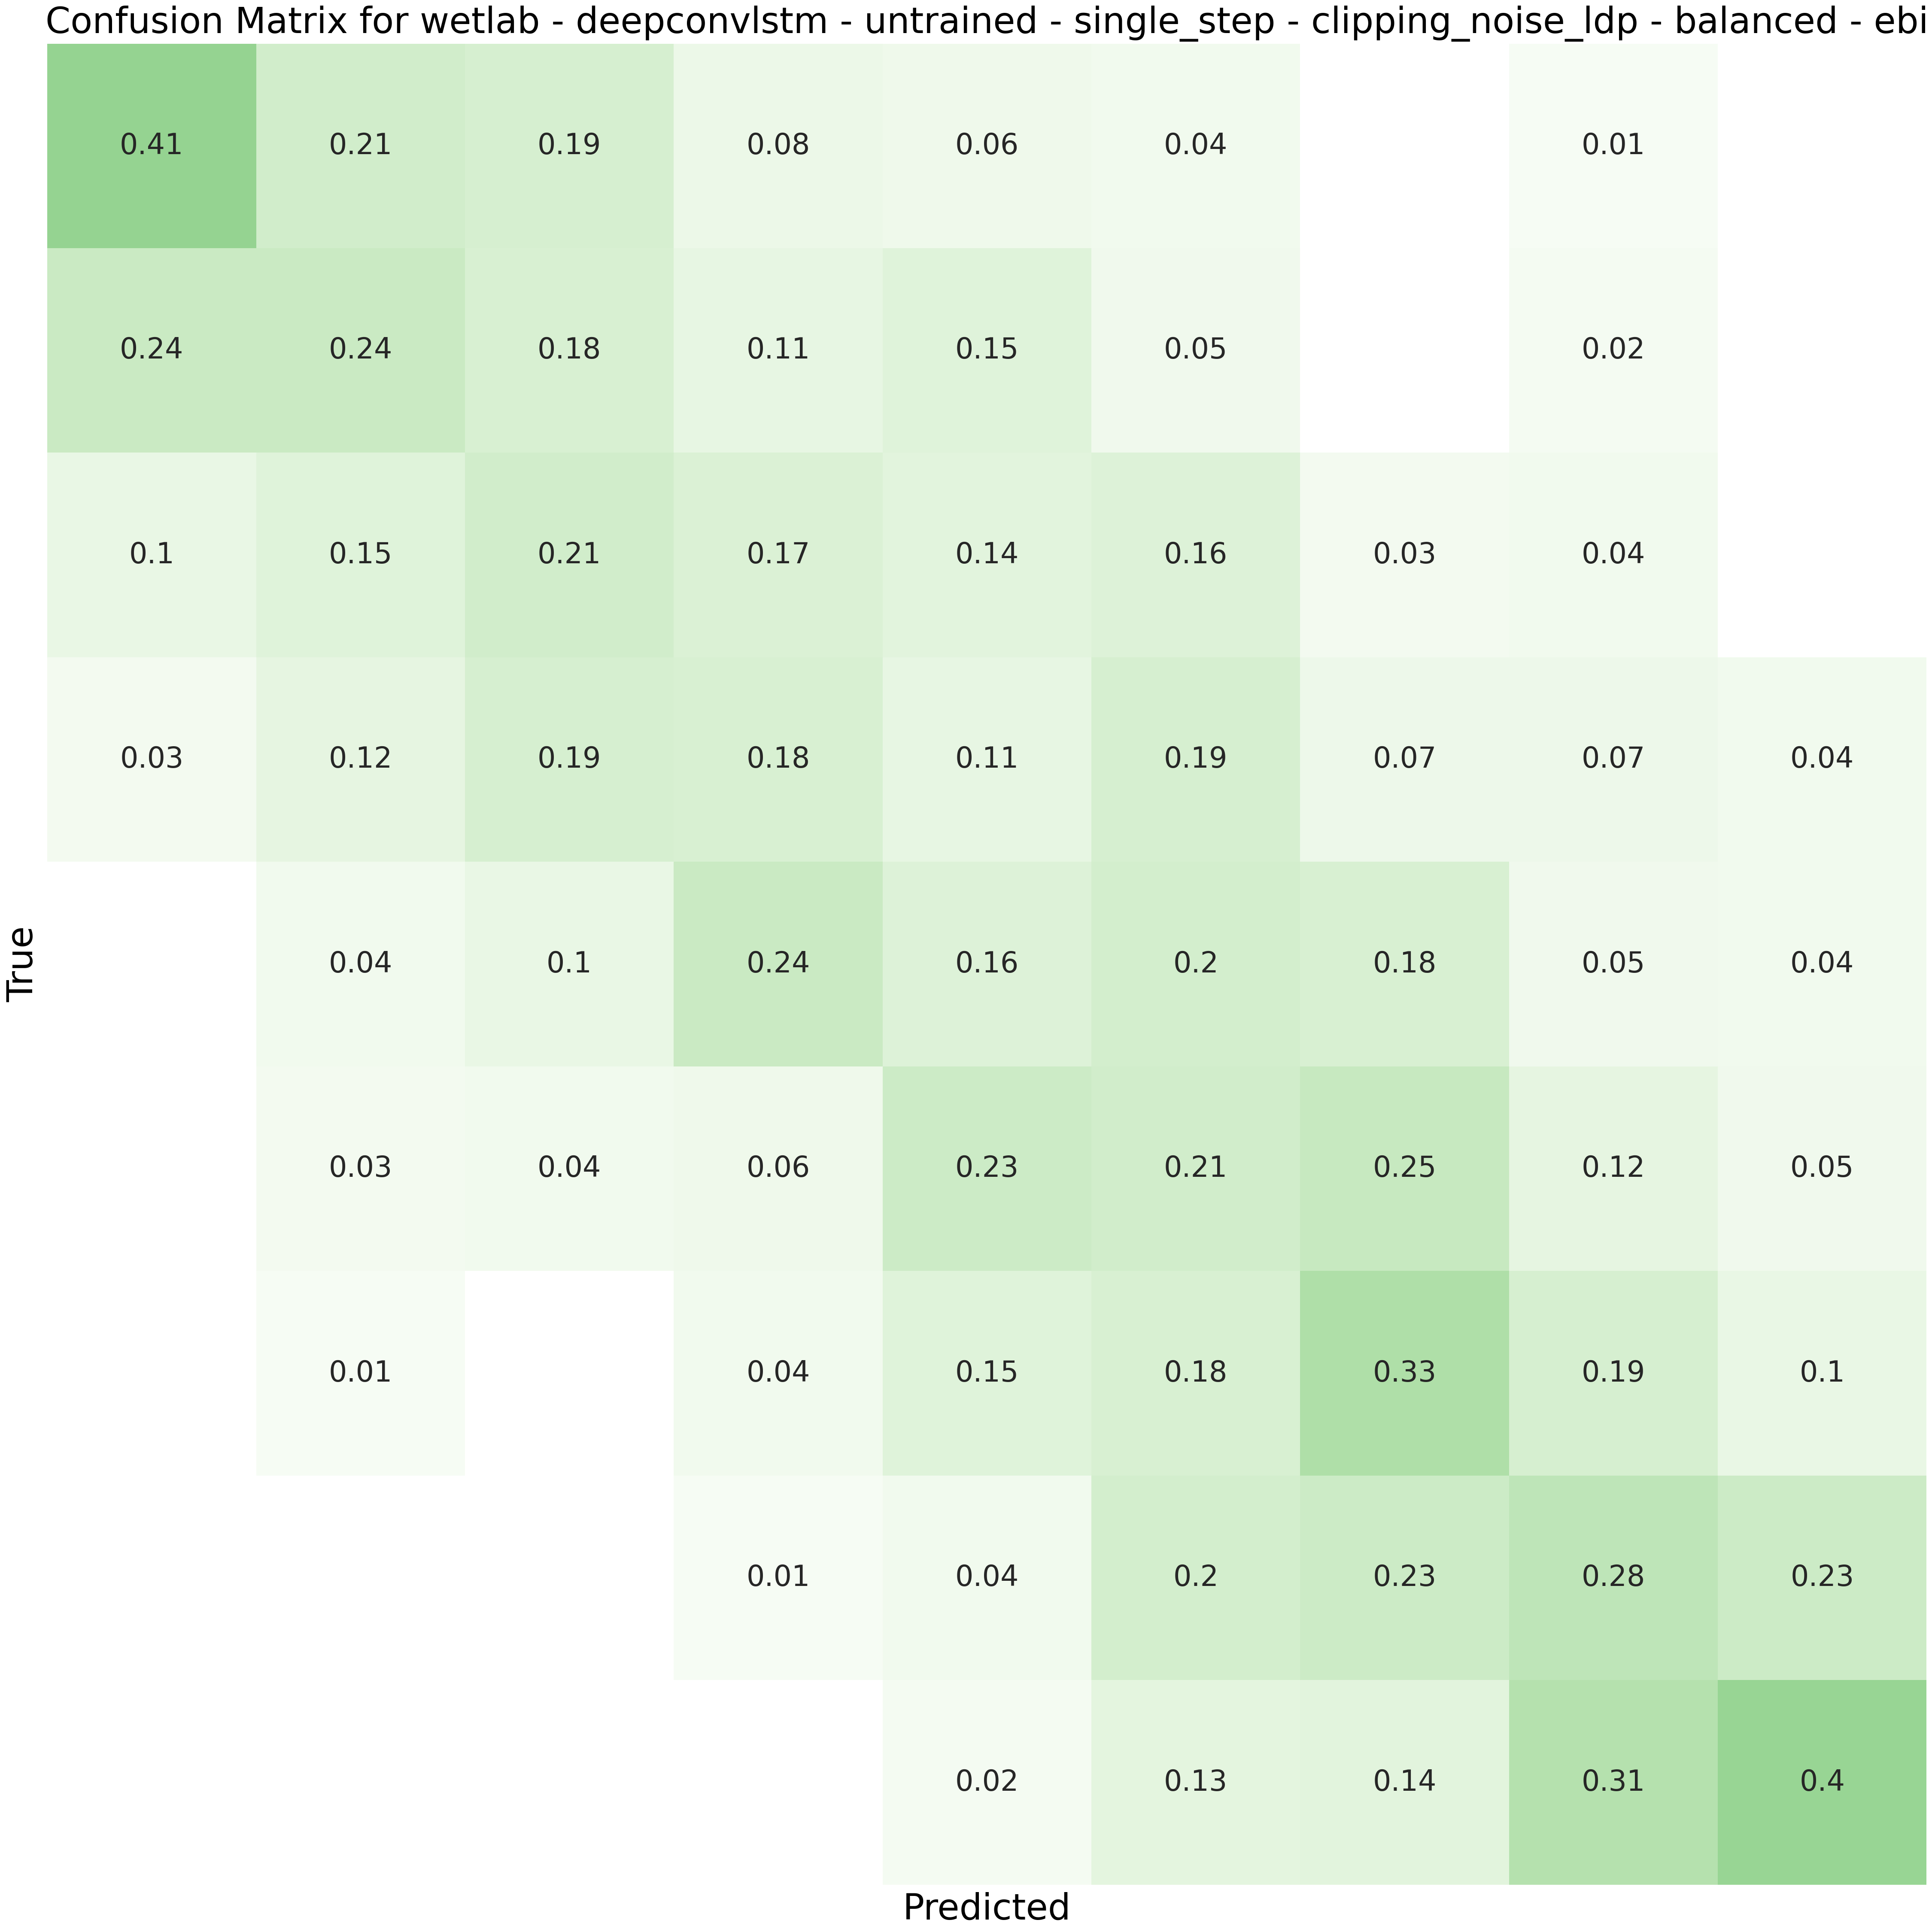 Confusion Matrix for wetlab - deepconvlstm - untrained - single_step - clipping_noise_ldp - balanced - ebi
0.41 0.21 0.19 0.08 0.06 0.04 0.01
0.24 0.24 0.18 0.11 0.15 0.05 0.02
0.1 0.15 0.21 0.17 0.14 0.16 0.03 0.04
0.03 0.12 0.19 0.18 0.11 0.19 0.07 0.07 0.04
0.04 0.1 0.24 0.16 0.2 0.18 0.05 0.04
True
0.03 0.04 0.06 0.23 0.21 0.25 0.12 0.05
0.01 0.04 0.15 0.18 0.33 0.19 0.1
0.01 0.04 0.2 0.23 0.28 0.23
0.02 0.13 0.14 0.31 0.4
Predicted